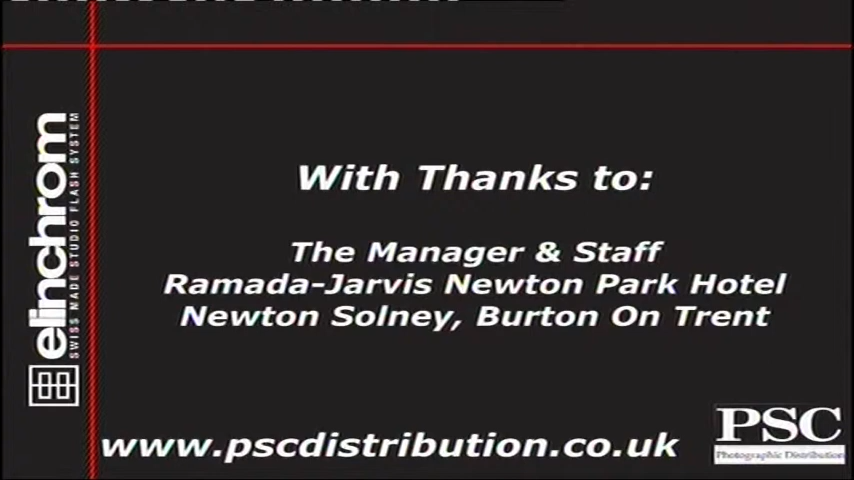 With Thanks to:
The Manager & Staff
Ramada-Jarvis Newton Park Hotel
Newton Solney, Burton On Trent
elinchrom
SWISS MADE STUDIO FLASH SYSTEM
www.pscdistribution.co.uk
PSC
Photographic Distribution